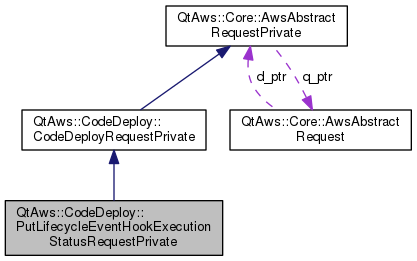 QtAws::Core::AwsAbstract
RequestPrivate
d_ptr
q_ptr
QtAws::CodeDeploy::
CodeDeployRequestPrivate
QtAws::Core::AwsAbstract
Request
QtAws::CodeDeploy::
PutLifecycleEventHookExecution
StatusRequestPrivate